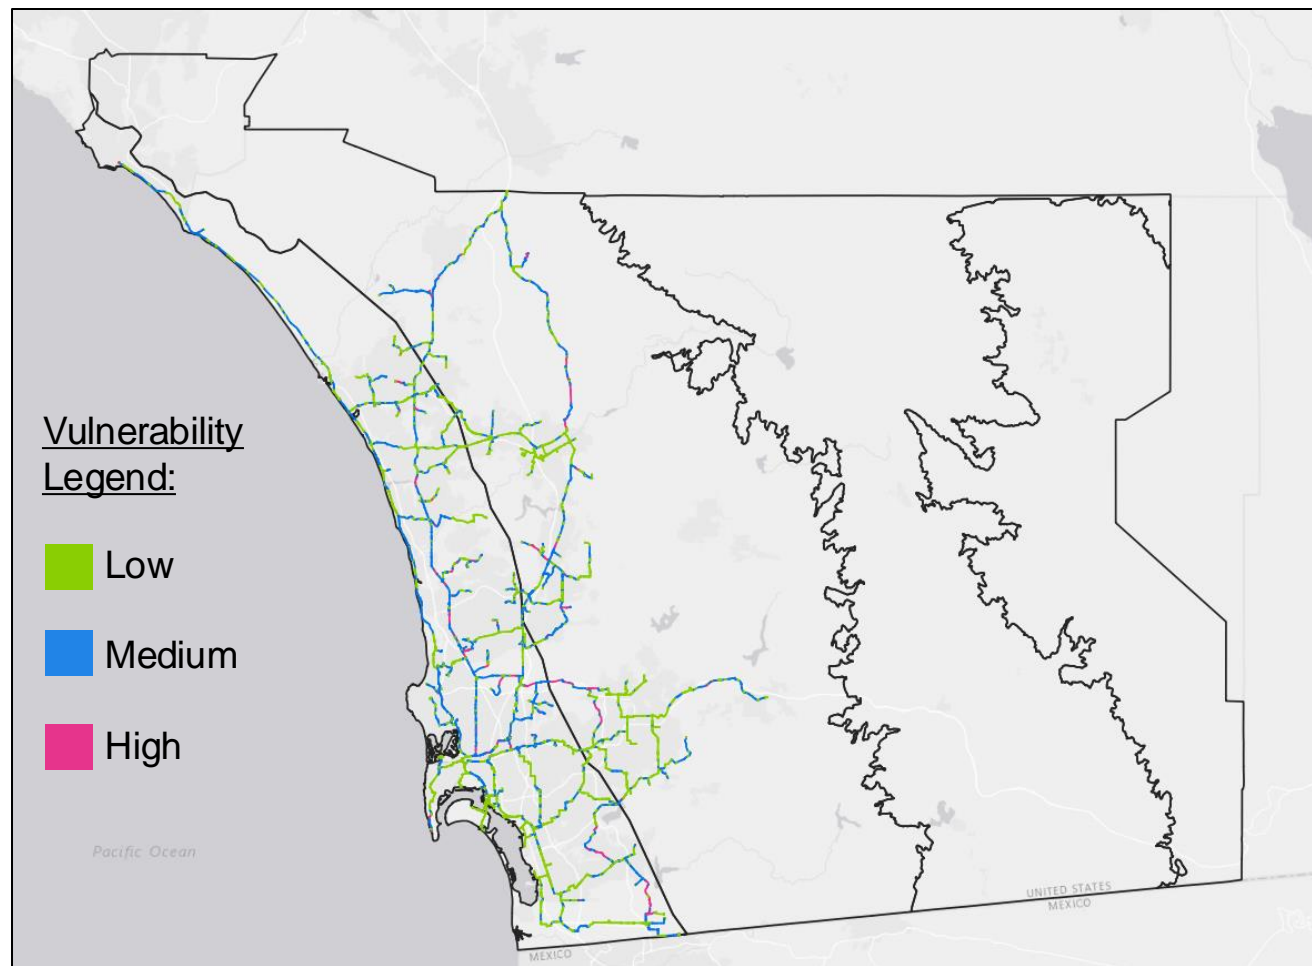 Vulnerability
Legend:
Low
Medium
High
Pacific Ocean
UNITED STATES
MEXICO
MEXICO